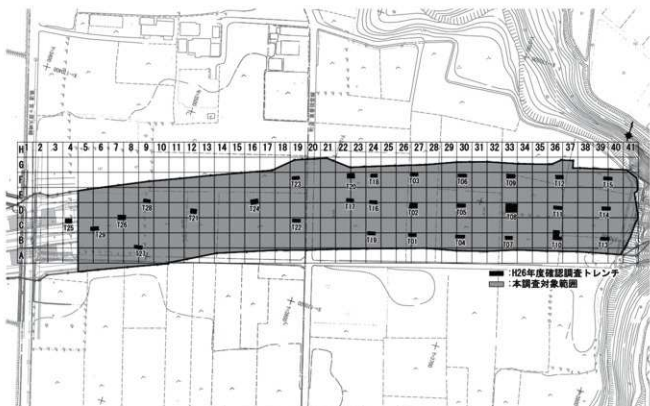 H 2 3 4 5 6 7 8 9 10 11 12 13 14 15 16 17 18 19 20 21 22 23 24 25 26 27 28 29 30 31 32 33 34 35 36 37 38 39 40 41
G
F T23 T20 T18 T03 T06 T09 T12 T15
E
D T28 T21 T24 T17 T16 T02 T05 T08 T11 T14
C T25 T26 T22
B T29 T27 T19 T01 T04 T07 T10 T13
A
:H26年度確認調査トレンチ
:本調査対象範囲